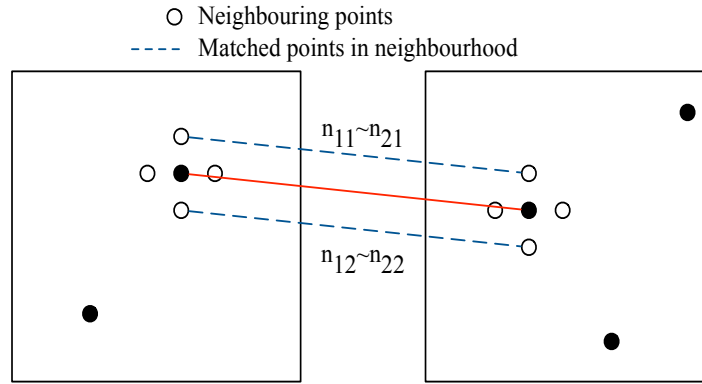 Neighbouring points
Matched points in neighbourhood
n11~n21
n12~n22